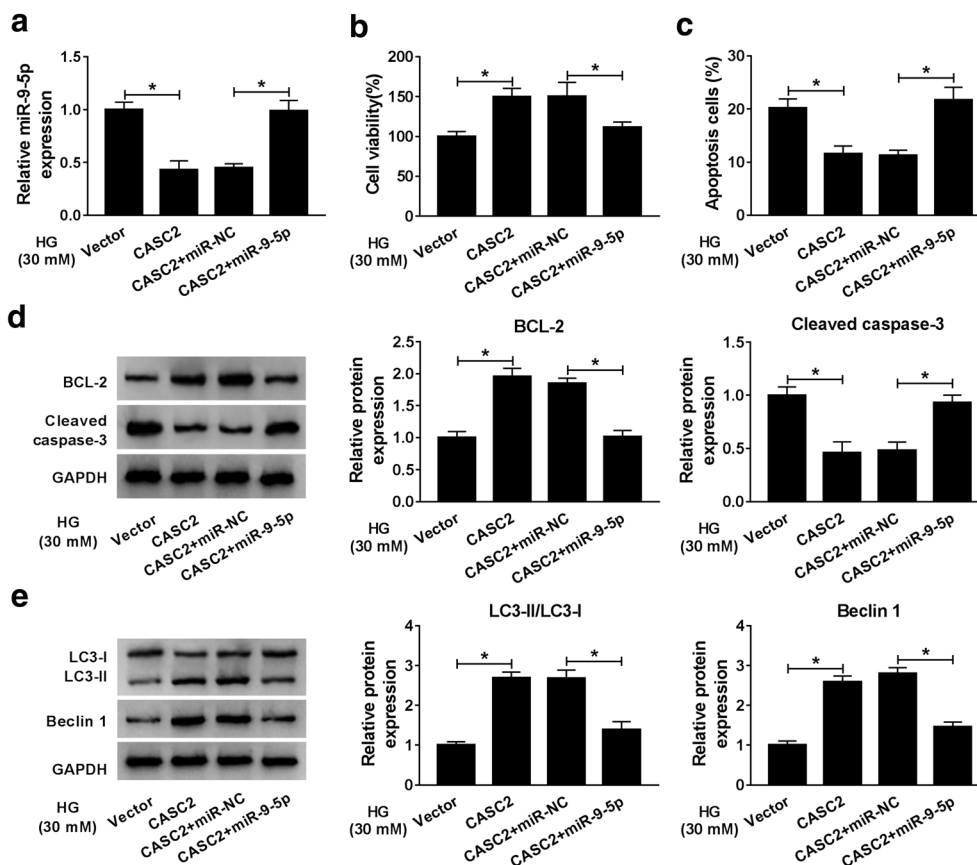 a
Relative miR-9-5p
expression
1.5
1.0
0.5
0.0
*
*
HG
(30 mM)
Vector
CASC2
CASC2+miR-NC
CASC2+miR-9-5p
b
Cell viability(%)
200
150
100
50
0
*
*
HG
(30 mM)
Vector
CASC2
CASC2+miR-NC
CASC2+miR-9-5p
c
Apoptosis cells (%)
30
20
10
0
*
*
HG
(30 mM)
Vector
CASC2
CASC2+miR-NC
CASC2+miR-9-5p
d
BCL-2
Cleaved
caspase-3
GAPDH
HG
(30 mM)
Vector
CASC2
CASC2+miR-NC
CASC2+miR-9-5p
BCL-2
Relative protein
expression
2.5
2.0
1.5
1.0
0.5
0.0
*
*
HG
(30 mM)
Vector
CASC2
CASC2+miR-NC
CASC2+miR-9-5p
Cleaved caspase-3
Relative protein
expression
1.5
1.0
0.5
0.0
*
*
HG
(30 mM)
Vector
CASC2
CASC2+miR-NC
CASC2+miR-9-5p
e
LC3-I
LC3-II
Beclin 1
GAPDH
HG
(30 mM)
Vector
CASC2
CASC2+miR-NC
CASC2+miR-9-5p
LC3-II/LC3-I
Relative protein
expression
4
3
2
1
0
*
*
HG
(30 mM)
Vector
CASC2
CASC2+miR-NC
CASC2+miR-9-5p
Beclin 1
Relative protein
expression
4
3
2
1
0
*
*
HG
(30 mM)
Vector
CASC2
CASC2+miR-NC
CASC2+miR-9-5p